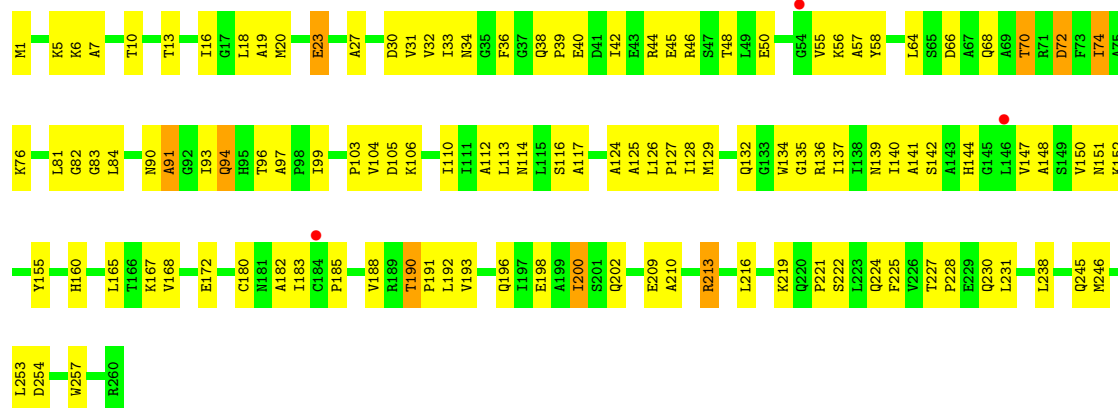 M1 K5 K6 A7 T10 T13 I16 G17 L18 A19 M20 E23 A27 D30 V31 V32 I33 N34 G35 F36 G37 Q38 P39 E40 D41 I42 E43 R44 E45 R46 S47 T48 L49 E50 G54 V55 K56 A57 Y58 L64 S65 D66 A67 Q68 A69 T70 R71 D72 F73 I74 A75
K76 L81 G82 G83 L84 N90 A91 G92 I93 Q94 H95 T96 A97 P98 I99 P103 V104 D105 K106 I110 I111 A112 L113 N114 L115 S116 A117 A124 A125 L126 P127 I128 M129 Q132 G133 W134 G135 R136 I137 I138 N139 I140 A141 S142 A143 H144 G145 L146 V147 A148 S149 V150 N151 K152
Y155 H160 L165 T166 K167 V168 E172 C180 N181 A182 I183 C184 P185 V188 R189 T190 P191 L192 V193 Q196 I197 E198 A199 I200 S201 Q202 E209 A210 R213 L216 K219 Q220 P221 S222 L223 Q224 F225 V226 T227 P228 E229 Q230 L231 L238 Q245 M246
L253 D254 W257 R260